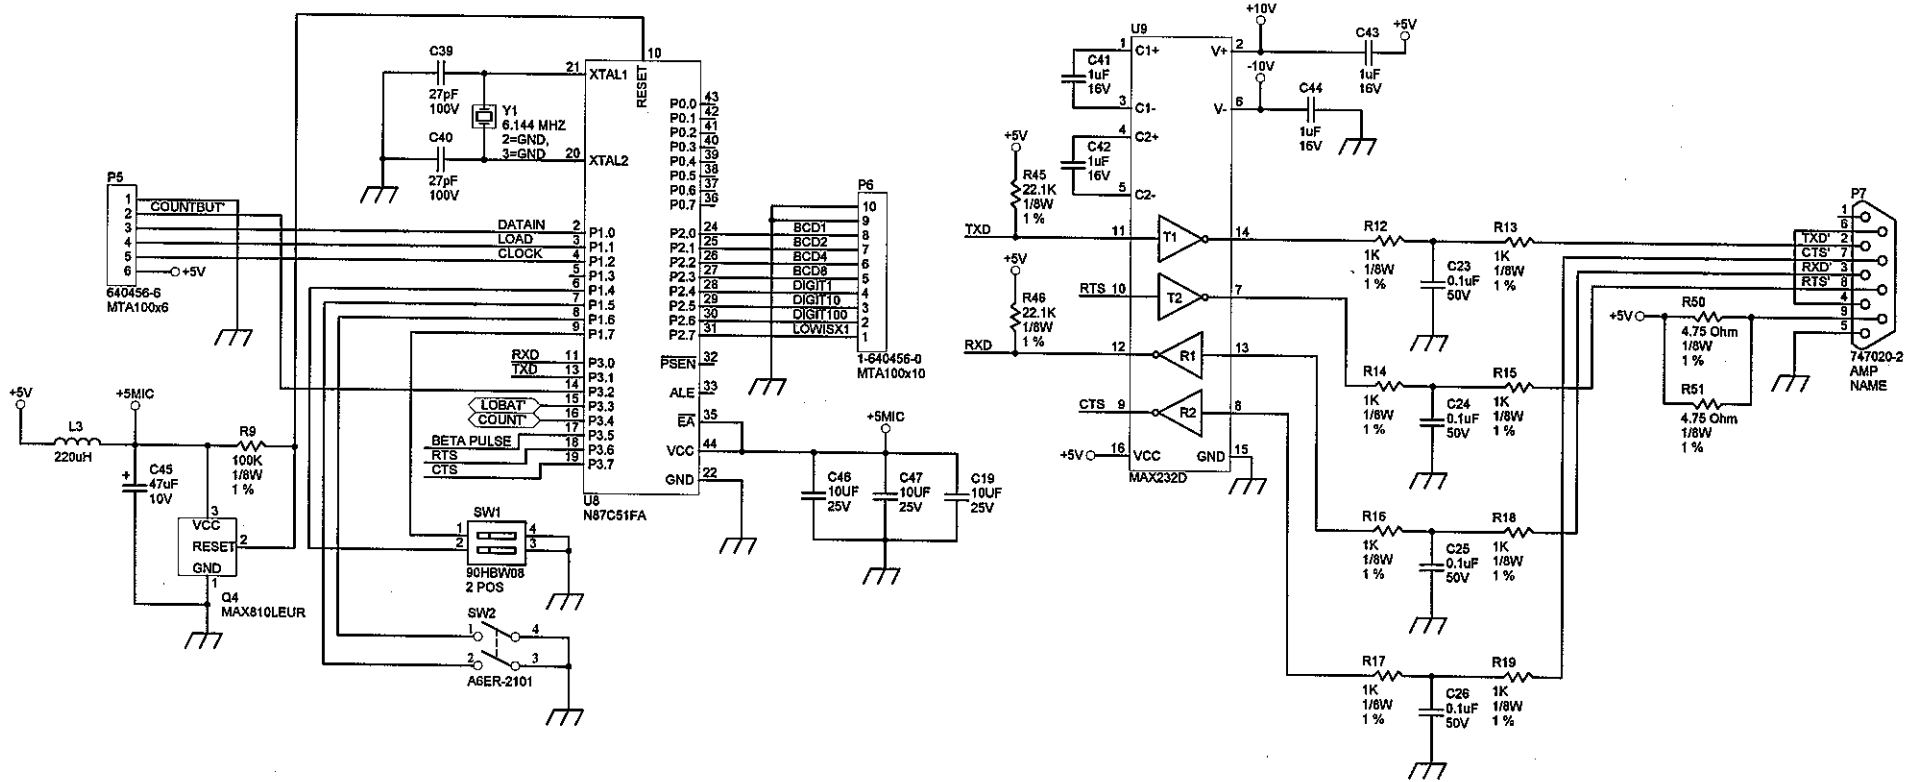 P5
1
2
3
4
5
6
COUNTBUT'
+5V
640456-6
MTA100x6
DATAIN
LOAD
CLOCK
C39
27pF
100V
C40
27pF
100V
Y1
6.144 MHZ
2=GND,
3=GND
10
RESET
21 XTAL1
20 XTAL2
2 P1.0
3 P1.1
4 P1.2
5 P1.3
6 P1.4
7 P1.5
8 P1.6
9 P1.7
RXD 11 P3.0
TXD 13 P3.1
14 P3.2
LOBAT' 15 P3.3
COUNT' 16 P3.4
BETA PULSE 17 P3.5
RTS 18 P3.6
CTS 19 P3.7
P0.0 43
P0.1 42
P0.2 41
P0.3 40
P0.4 39
P0.5 38
P0.6 37
P0.7 36
P2.0 24 BCD1
P2.1 25 BCD2
P2.2 26 BCD4
P2.3 27 BCD8
P2.4 28 DIGIT1
P2.5 29 DIGIT10
P2.6 30 DIGIT100
P2.7 31 LOWISX1
PSEN 32
ALE 33
EA 35
VCC 44
GND 22
U8
N87C51FA
P6
10
9
8
7
6
5
4
3
2
1
1-640456-0
MTA100x10
+5V
L3
220uH
+5MIC
C45
+
47uF
10V
R9
100K
1/8W
1 %
3
VCC
RESET 2
GND
1
Q4
MAX810LEUR
SW1
1
2
4
3
90HBW08
2 POS
SW2
1
2
4
3
A6ER-2101
+5MIC
C46
10UF
25V
C47
10UF
25V
C19
10UF
25V
U9
1 C1+
3 C1-
4 C2+
5 C2-
C41
1uF
16V
C42
1uF
16V
V+ 2
V- 6
+10V
-10V
C43
1uF
16V
+5V
C44
1uF
16V
+5V
R45
22.1K
1/8W
1 %
TXD
11 T1 14
+5V
R46
22.1K
1/8W
1 %
RTS 10 T2 7
RXD
12 R1 13
CTS 9 R2 8
+5V 16 VCC
GND 15
MAX232D
R12
1K
1/8W
1 %
C23
0.1uF
50V
R13
1K
1/8W
1 %
R14
1K
1/8W
1 %
C24
0.1uF
50V
R15
1K
1/8W
1 %
R16
1K
1/8W
1 %
C25
0.1uF
50V
R18
1K
1/8W
1 %
R17
1K
1/8W
1 %
C26
0.1uF
50V
R19
1K
1/8W
1 %
P7
1
6
TXD' 2
CTS' 7
RXD' 3
RTS' 8
4
9
5
747020-2
AMP
NAME
+5V
R50
4.75 Ohm
1/8W
1 %
R51
4.75 Ohm
1/8W
1 %